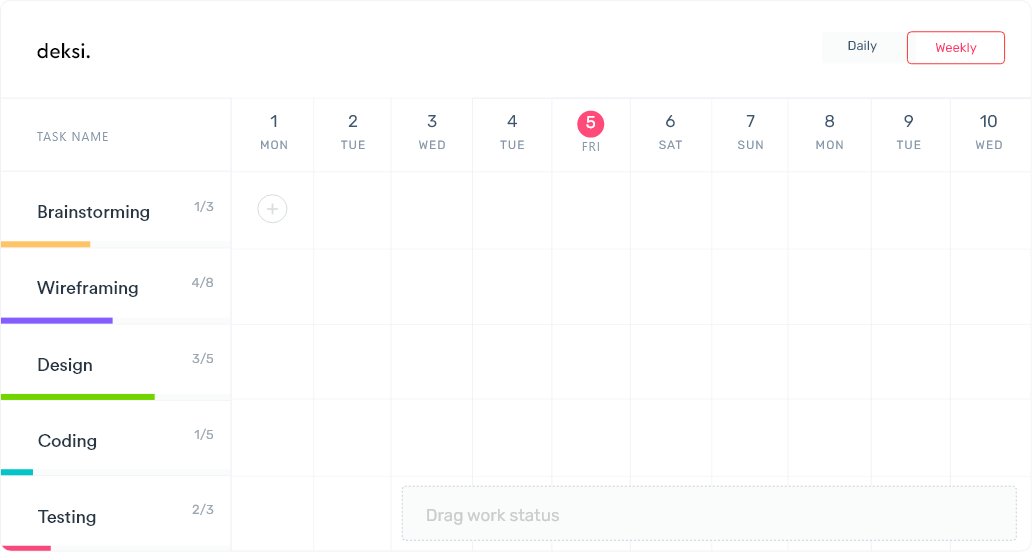 deksi.
Daily Weekly
TASK NAME
1 2 3 4 5 6 7 8 9 10
MON TUE WED TUE FRI SAT SUN MON TUE WED
Brainstorming 1/3
+
Wireframing 4/8
Design 3/5
Coding 1/5
Testing 2/3
Drag work status